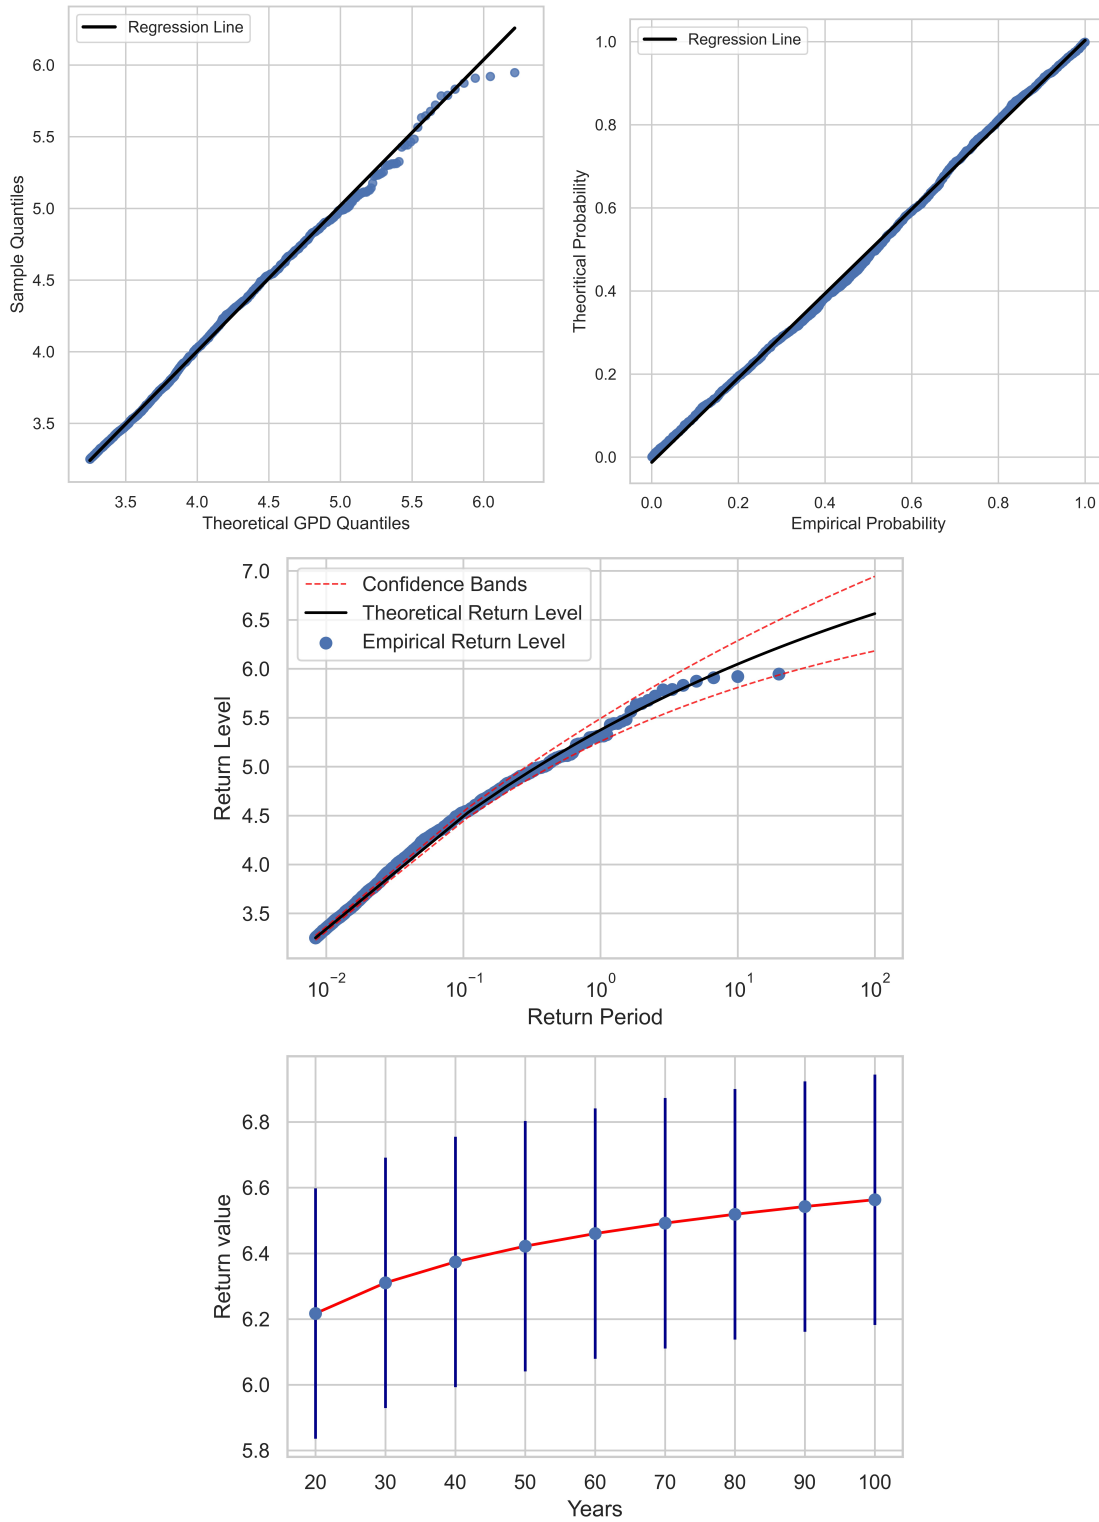 Regression Line
6.0
5.5
5.0
4.5
4.0
3.5
Sample Quantiles
3.5 4.0 4.5 5.0 5.5 6.0
Theoretical GPD Quantiles
Regression Line
1.0
0.8
0.6
0.4
0.2
0.0
Theoritical Probability
0.0 0.2 0.4 0.6 0.8 1.0
Empirical Probability
Confidence Bands
Theoretical Return Level
Empirical Return Level
7.0
6.5
6.0
5.5
5.0
4.5
4.0
3.5
Return Level
10⁻² 10⁻¹ 10⁰ 10¹ 10²
Return Period
6.8
6.6
6.4
6.2
6.0
5.8
Return value
20 30 40 50 60 70 80 90 100
Years